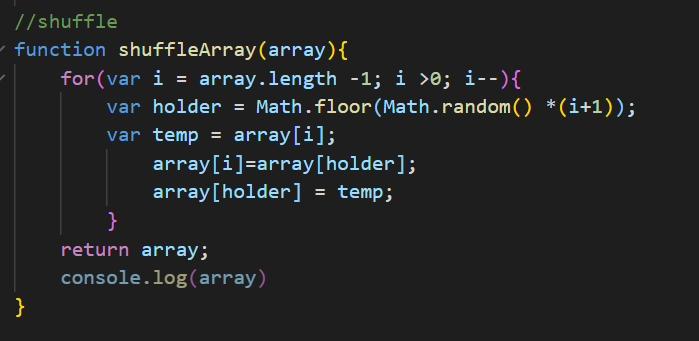 //shuffle
function shuffleArray(array){
for(var i = array.length -1; i >0; i--){
var holder = Math.floor(Math.random() *(i+1));
var temp = array[i];
array[i]=array[holder];
array[holder] = temp;
}
return array;
console.log(array)
}